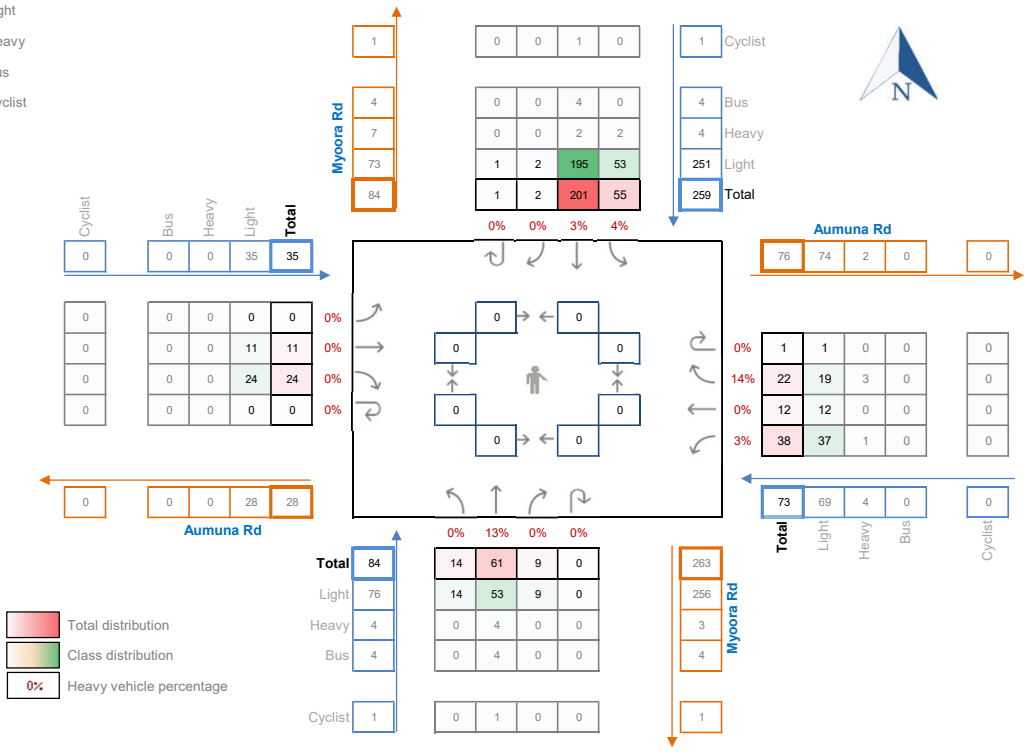 ght
eavy
us
yclist
1 0 0 1 0 1 Cyclist
4 0 0 4 0 4 Bus
7 0 0 2 2 4 Heavy
73 1 2 195 53 251 Light
84 1 2 201 55 259 Total
Myoora Rd
N
0% 0% 3% 4%
Cyclist Bus Heavy Light Total
Aumuna Rd
0 0 0 35 35
76 74 2 0 0
0 0 0 0 0 0%
0 0 0 11 11 0%
0 0 0 24 24 0%
0 0 0 0 0 0%
0 0
0 0
0 0
0 0
0% 1 1 0 0 0
14% 22 19 3 0 0
0% 12 12 0 0 0
3% 38 37 1 0 0
0 0 0 28 28
Aumuna Rd
73 69 4 0 0
Total Light Heavy Bus Cyclist
0% 13% 0% 0%
Total 84 14 61 9 0 263
Light 76 14 53 9 0 256
Heavy 4 0 4 0 0 3
Bus 4 0 4 0 0 4
Cyclist 1 0 1 0 0 1
Myoora Rd
Total distribution
Class distribution
0% Heavy vehicle percentage